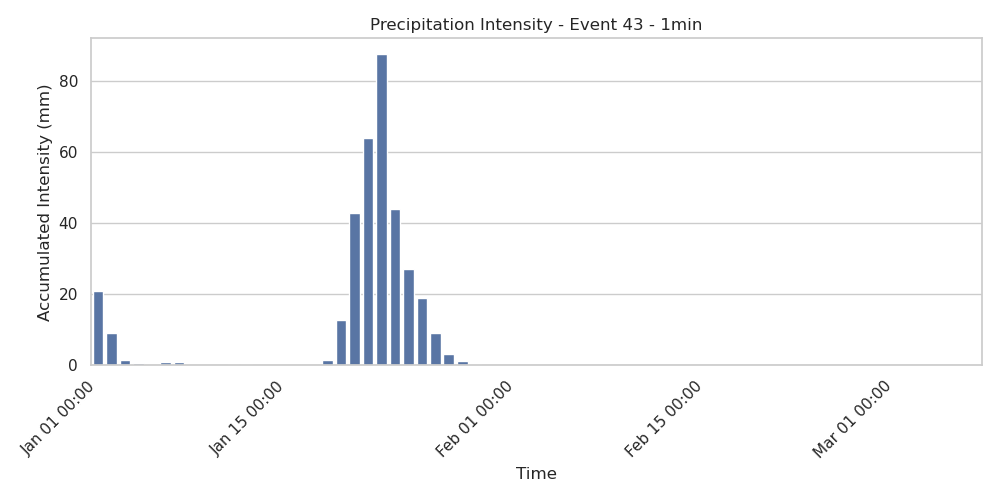 Precipitation Intensity - Event 43 - 1min
Accumulated Intensity (mm)
80
60
40
20
0
Jan 01 00:00
Jan 15 00:00
Feb 01 00:00
Feb 15 00:00
Mar 01 00:00
Time